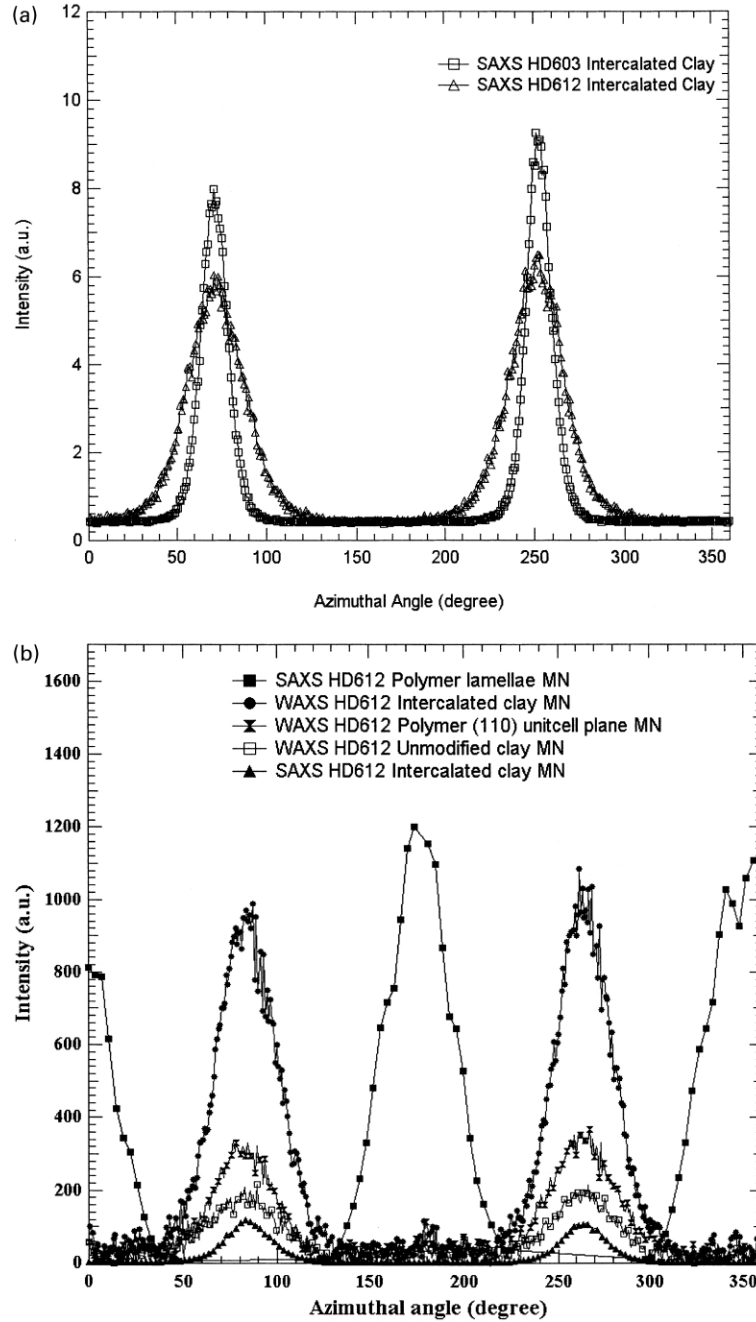 (a)
12
SAXS HD603 Intercalated Clay
SAXS HD612 Intercalated Clay
10
8
6
4
2
0
Intensity (a.u.)
0 50 100 150 200 250 300 350
Azimuthal Angle (degree)
(b)
1600
SAXS HD612 Polymer lamellae MN
WAXS HD612 Intercalated clay MN
WAXS HD612 Polymer (110) unitcell plane MN
WAXS HD612 Unmodified clay MN
SAXS HD612 Intercalated clay MN
1400
1200
1000
800
600
400
200
0
Intensity (a.u.)
0 50 100 150 200 250 300 350
Azimuthal angle (degree)